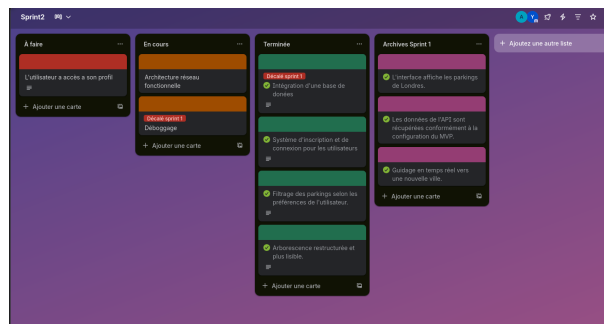 Sprint2
+ Ajoutez une autre liste
À faire
L'utilisateur a accès a son profil
+ Ajouter une carte
En cours
Architecture réseau
fonctionnelle
Décalé sprint 1
Déboggage
+ Ajouter une carte
Terminée
Décalé sprint 1
Intégration d'une base de
donées
Système d'inscription et de
connexion pour les utilisateurs
Filtrage des parkings selon les
préférences de l'utilisateur.
Arborescence restructurée et
plus lisible.
+ Ajouter une carte
Archives Sprint 1
L'interface affiche les parkings
de Londres.
Les données de l'API sont
récupérées conformément à la
configuration du MVP.
Guidage en temps réel vers
une nouvelle ville.
+ Ajouter une carte